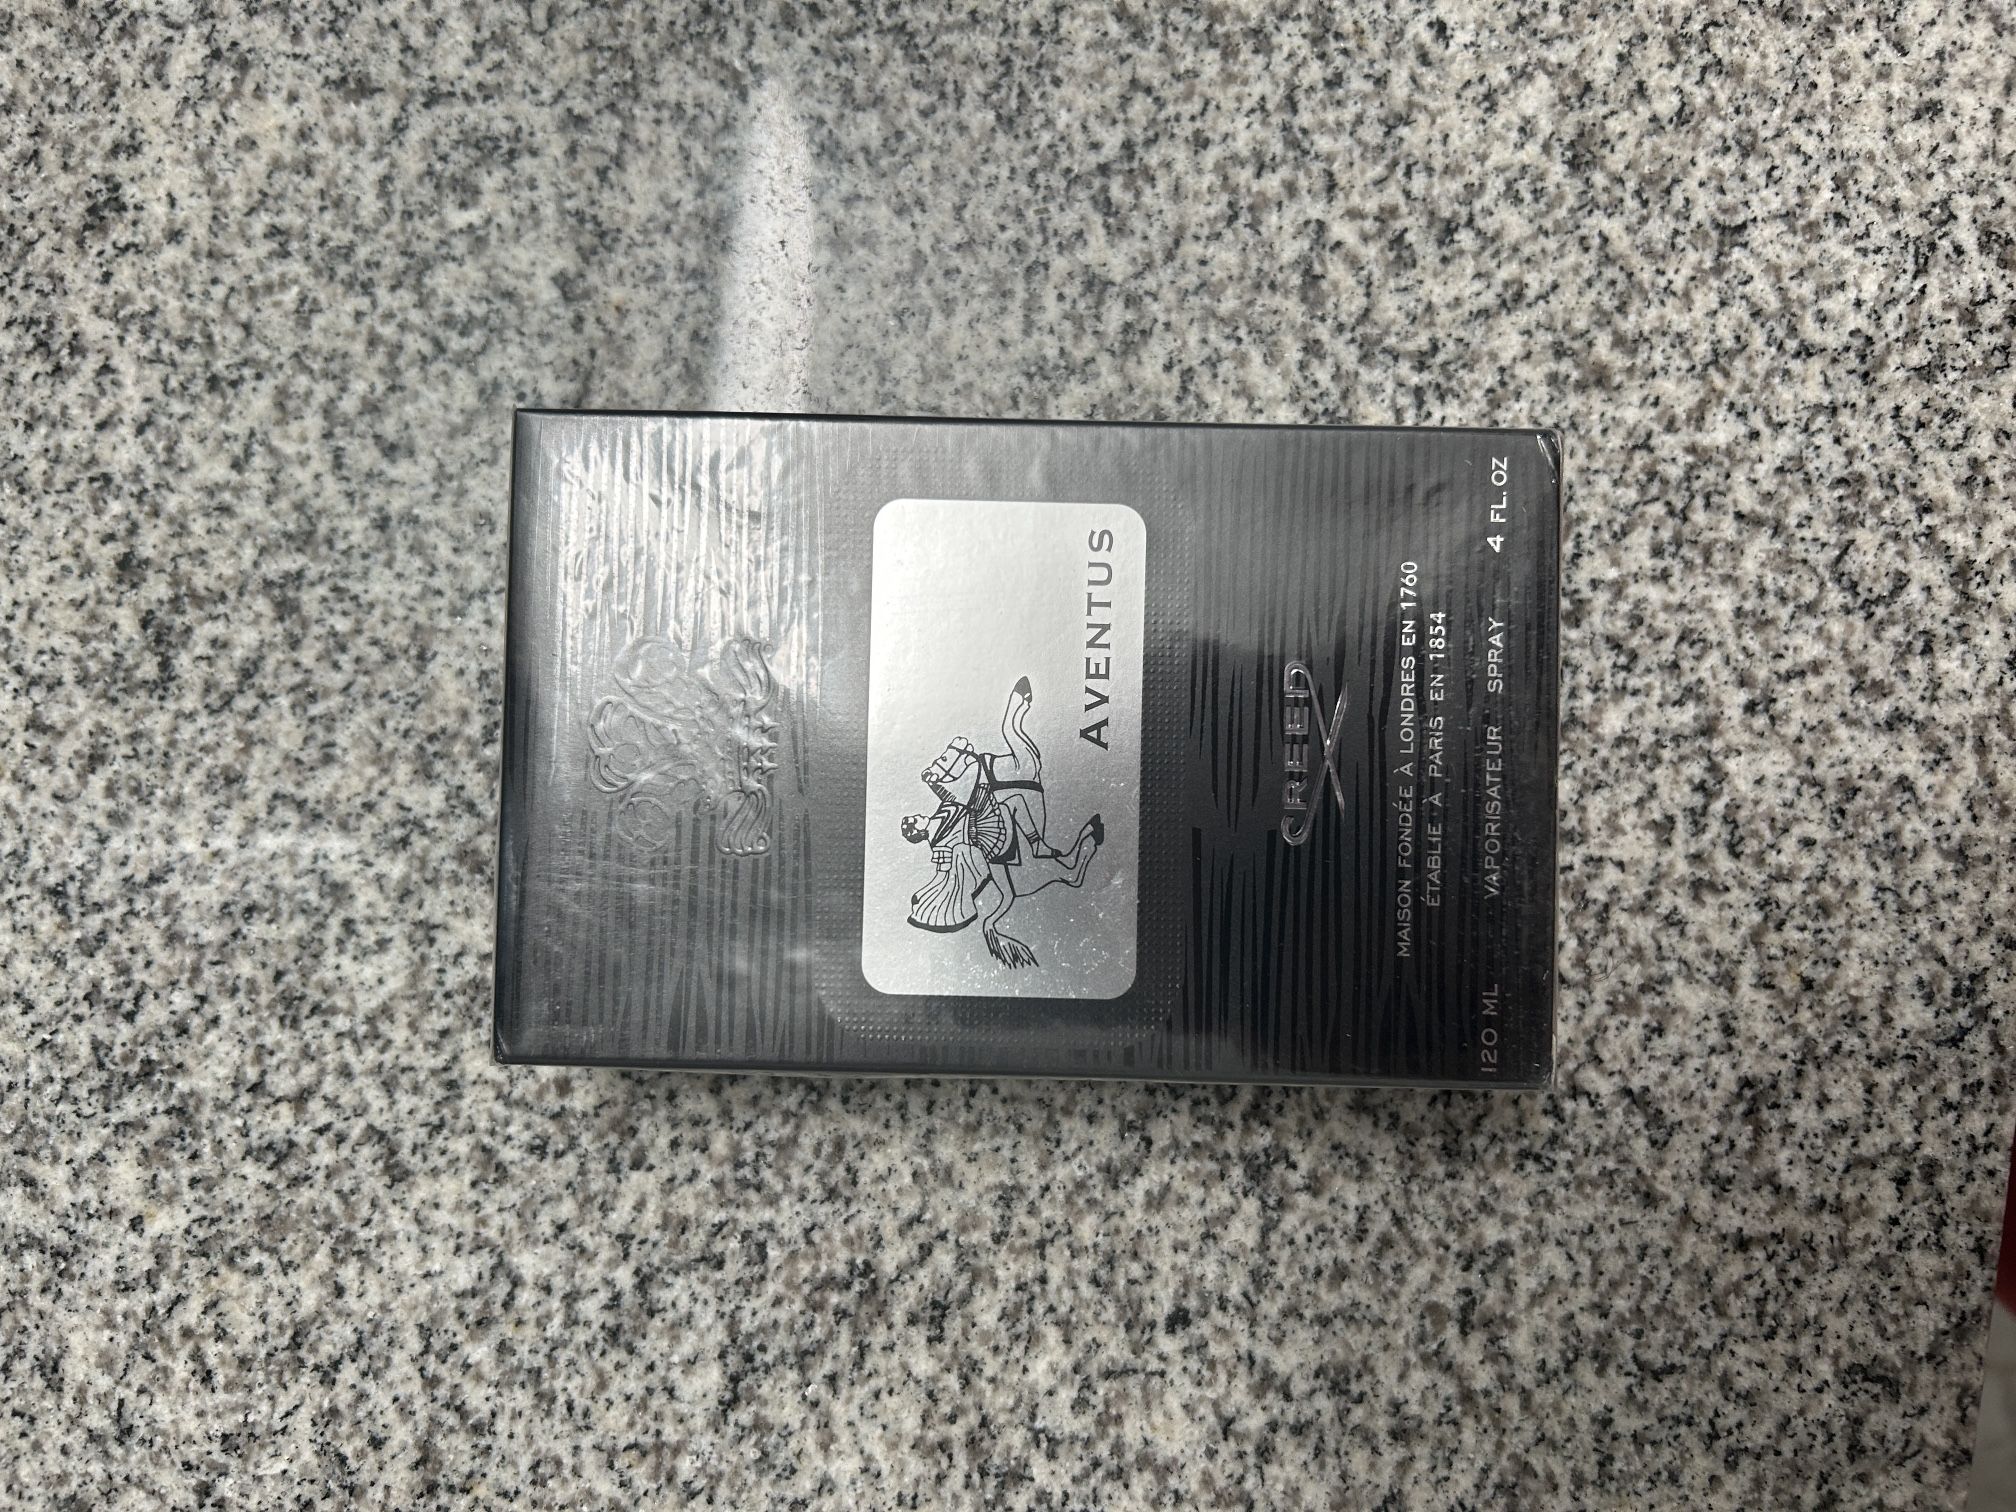 AVENTUS
CREED
MAISON FONDÉE À LONDRES EN 1760
ÉTABLIE À PARIS EN 1854
120 ML VAPORISATEUR SPRAY 4 FL.OZ